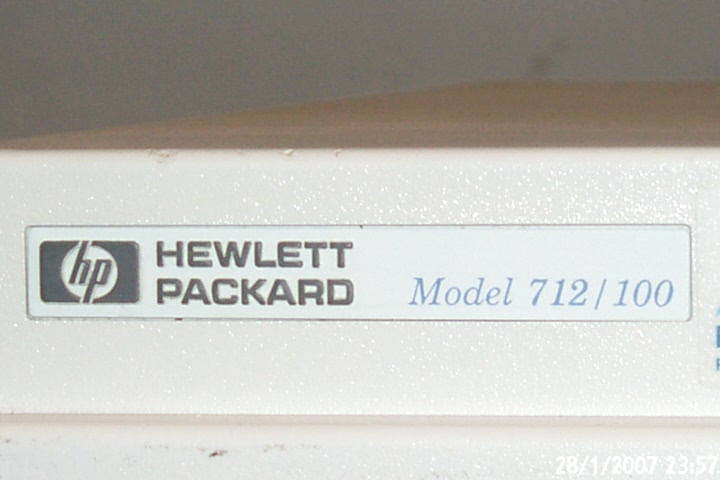 hp
HEWLETT
PACKARD
Model 712/100
28/1/2007 23:57